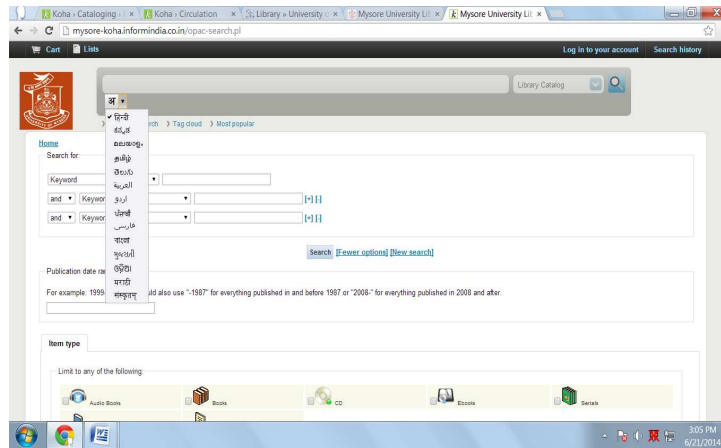 Koha › Cataloging ›
Koha › Circulation
Library » University
Mysore University Lib
Mysore University Lib
mysore-koha.informindia.co.in/opac-search.pl
Cart
Lists
Log in to your account
Search history
Library Catalog
अ
Tag cloud
Most popular
हिन्दी
ಕನ್ನಡ
മലയാളം
தமிழ்
తెలుగు
العربية
اردو
ਪੰਜਾਬੀ
فارسی
বাংলা
ગુજરાતી
ଓଡ଼ିଆ
मराठी
संस्कृतम्
Home
Search for:
Keyword
and
and
[+] [-]
[+] [-]
Search [Fewer options] [New search]
Publication date ra
For example: 1999- uld also use "-1987" for everything published in and before 1987 or "2008-" for everything published in 2008 and after.
Item type
Limit to any of the following:
Audio Books
Books
CD
Ebooks
Serials
3:05 PM
6/21/2014